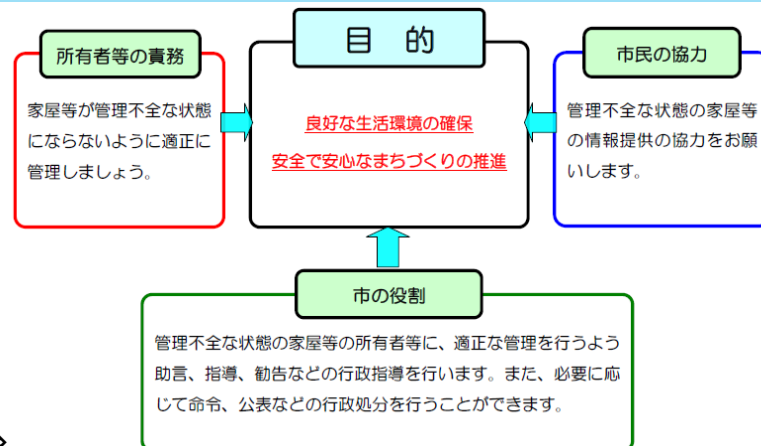 目 的
良好な生活環境の確保
安全で安心なまちづくりの推進
所有者等の責務
家屋等が管理不全な状態
にならないように適正に
管理しましょう。
市民の協力
管理不全な状態の家屋等
の情報提供の協力をお願
いします。
市の役割
管理不全な状態の家屋等の所有者等に、適正な管理を行うよう
助言、指導、勧告などの行政指導を行います。また、必要に応
じて命令、公表などの行政処分を行うことができます。